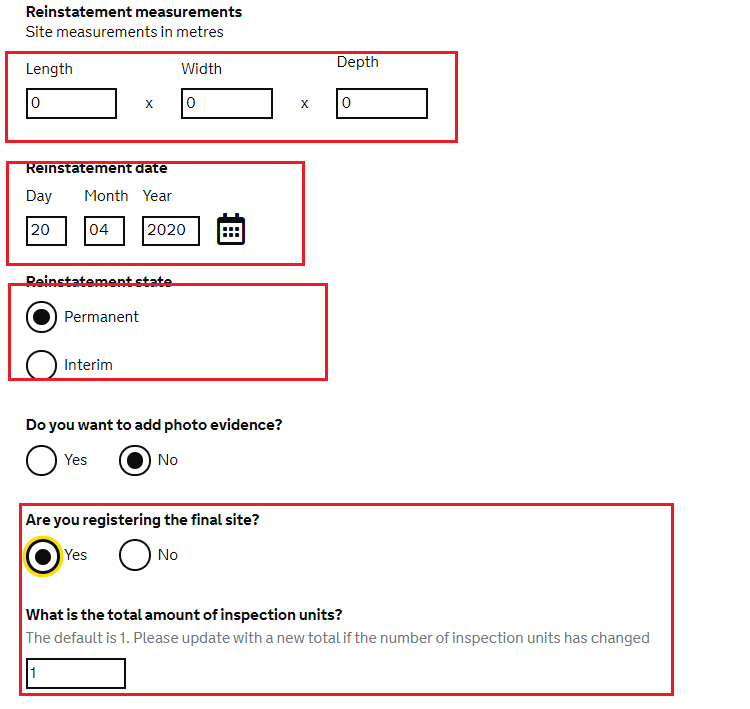 Reinstatement measurements
Site measurements in metres
Length Width Depth
0 x 0 x 0
Reinstatement date
Day Month Year
20 04 2020
Reinstatement state
Permanent
Interim
Do you want to add photo evidence?
Yes No
Are you registering the final site?
Yes No
What is the total amount of inspection units?
The default is 1. Please update with a new total if the number of inspection units has changed
1